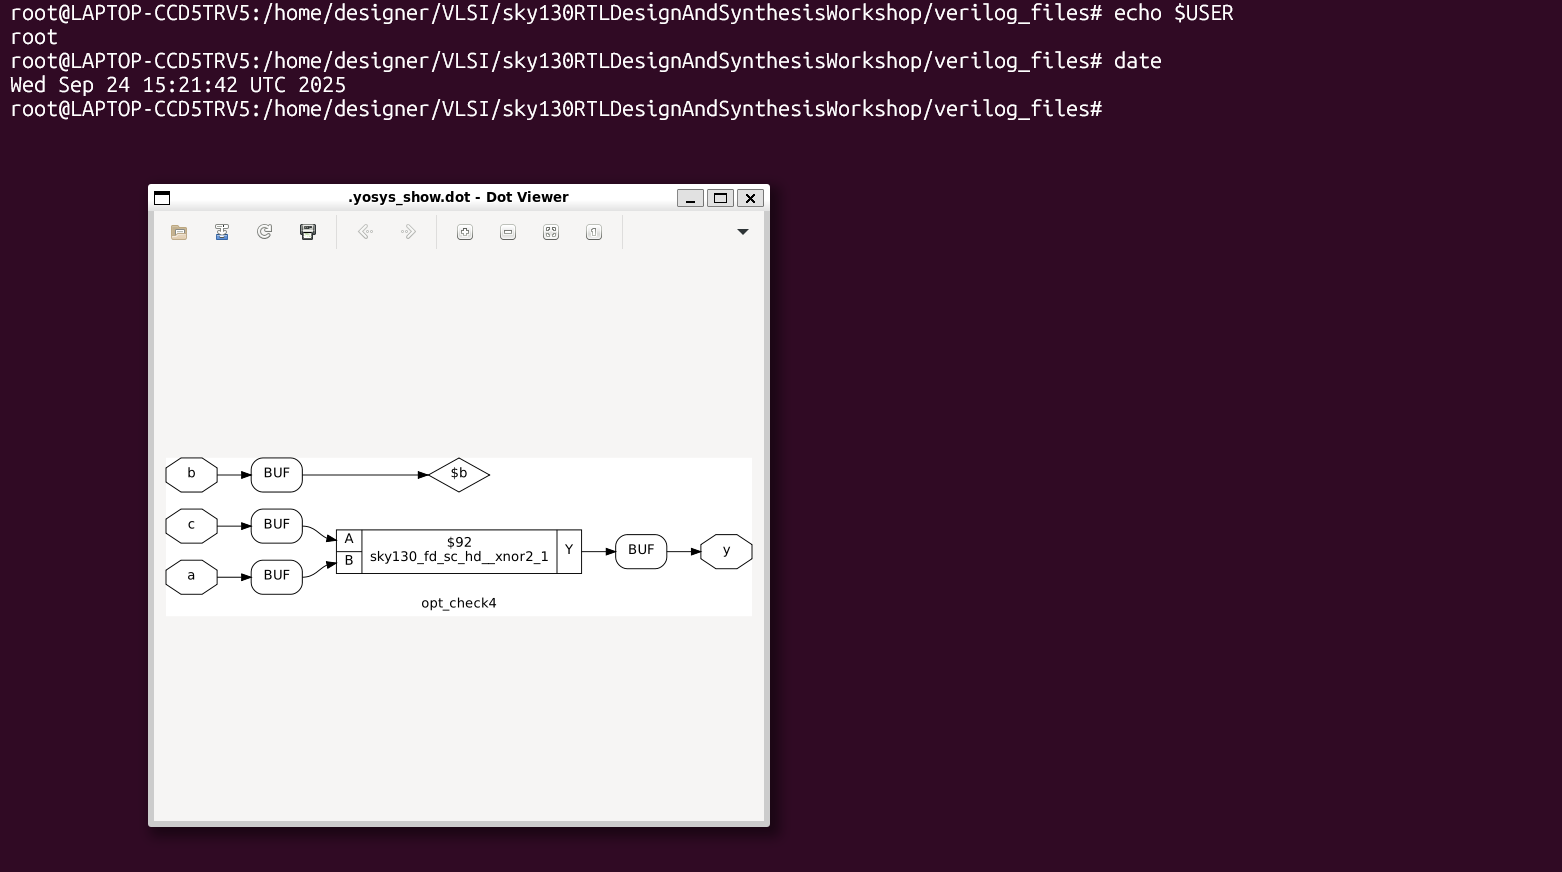 root@LAPTOP-CCD5TRV5:/home/designer/VLSI/sky130RTLDesignAndSynthesisWorkshop/verilog_files# echo $USER
root
root@LAPTOP-CCD5TRV5:/home/designer/VLSI/sky130RTLDesignAndSynthesisWorkshop/verilog_files# date
Wed Sep 24 15:21:42 UTC 2025
root@LAPTOP-CCD5TRV5:/home/designer/VLSI/sky130RTLDesignAndSynthesisWorkshop/verilog_files#
.yosys_show.dot - Dot Viewer
b
BUF
$b
c
BUF
a
BUF
A
B
$92
sky130_fd_sc_hd__xnor2_1
Y
BUF
y
opt_check4